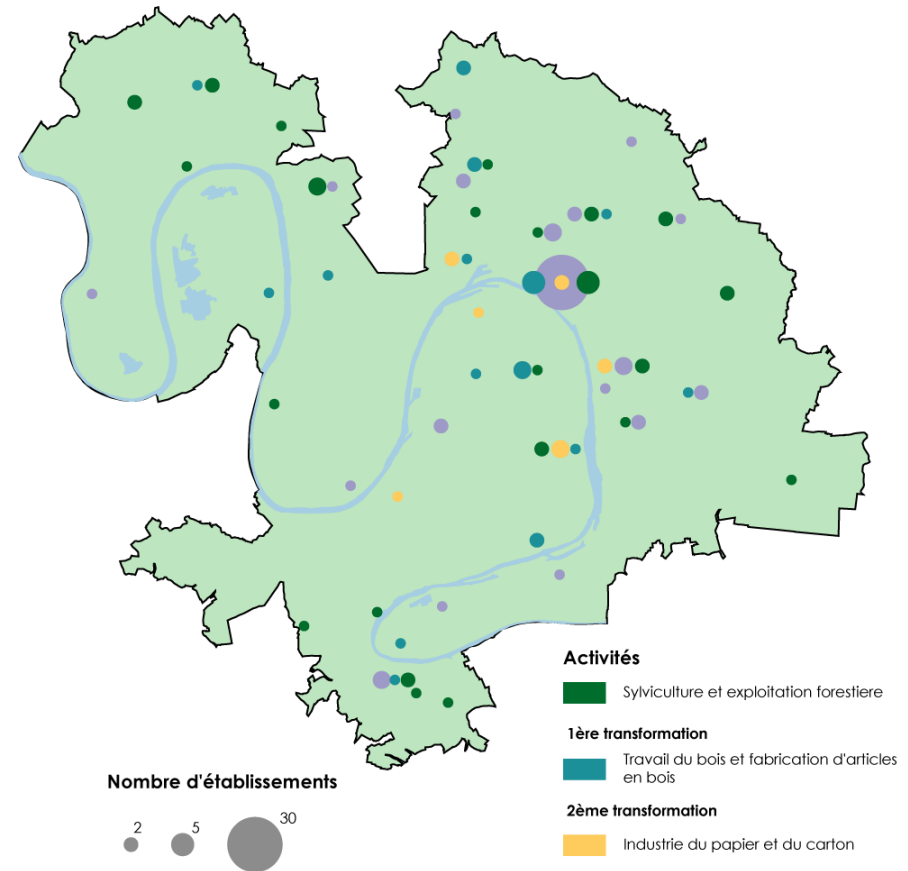 Activités
Sylviculture et exploitation forestiere
1ère transformation
Travail du bois et fabrication d'articles
en bois
2ème transformation
Industrie du papier et du carton
Nombre d'établissements
2
5
30